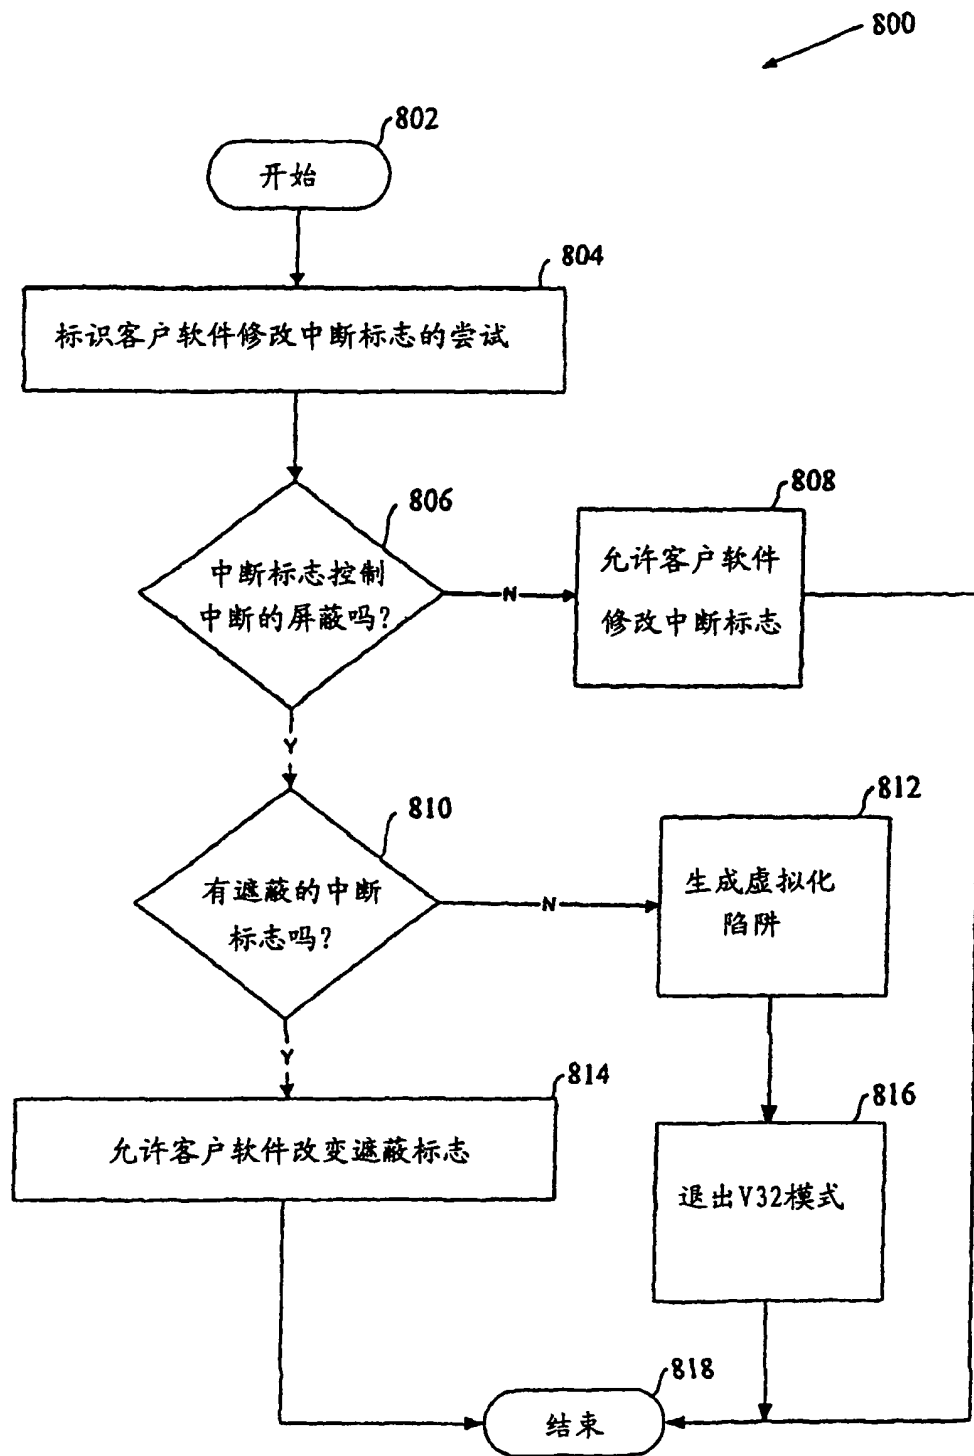 800
802
开始
804
标识客户软件修改中断标志的尝试
806
中断标志控制
中断的屏蔽吗?
N
808
允许客户软件
修改中断标志
Y
810
有遮蔽的中断
标志吗?
N
812
生成虚拟化
陷阱
Y
814
允许客户软件改变遮蔽标志
816
退出V32模式
818
结束